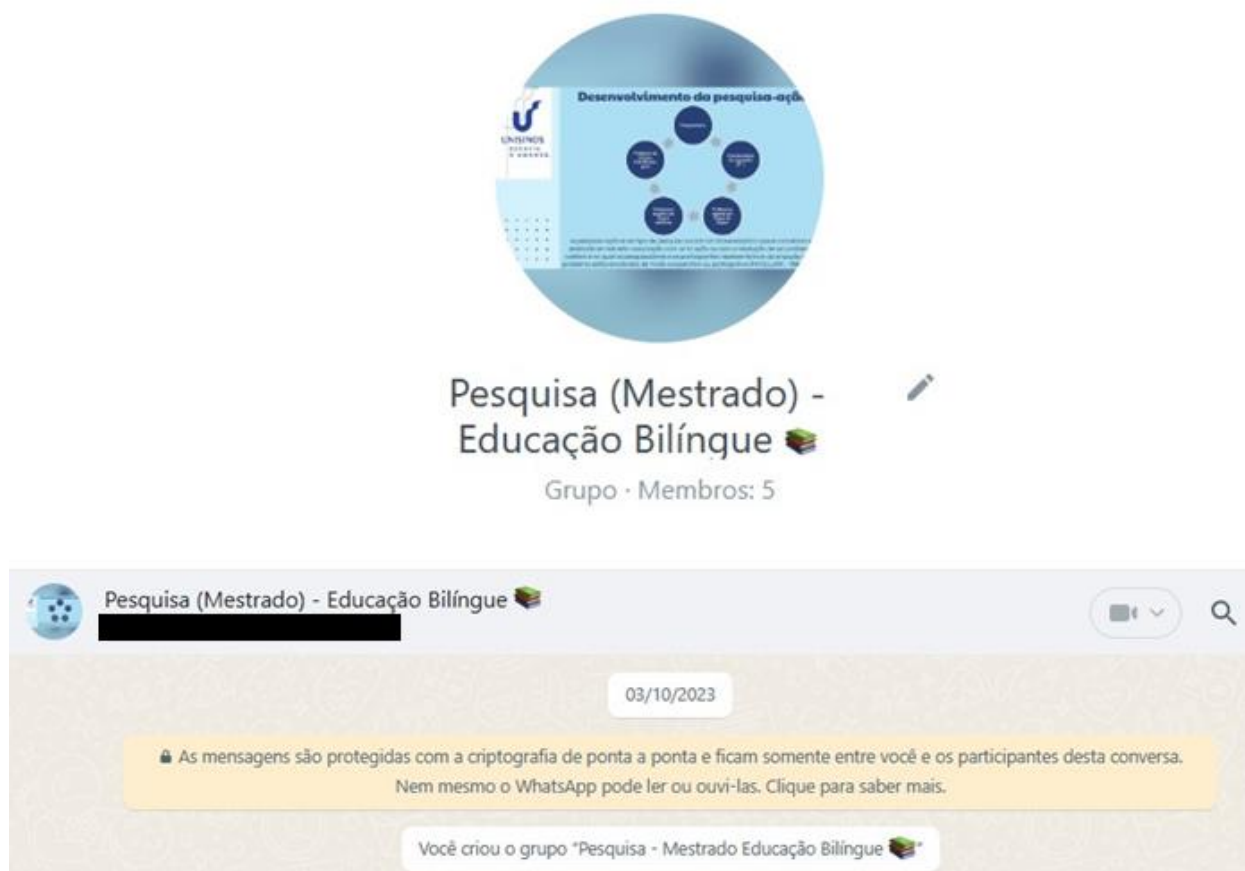 Desenvolvimento da pesquisa-açã
UNISINOS
Pesquisa (Mestrado) -
Educação Bilíngue 📚
Grupo · Membros: 5
Pesquisa (Mestrado) - Educação Bilíngue 📚
03/10/2023
As mensagens são protegidas com a criptografia de ponta a ponta e ficam somente entre você e os participantes desta conversa.
Nem mesmo o WhatsApp pode ler ou ouvi-las. Clique para saber mais.
Você criou o grupo "Pesquisa - Mestrado Educação Bilíngue 📚"